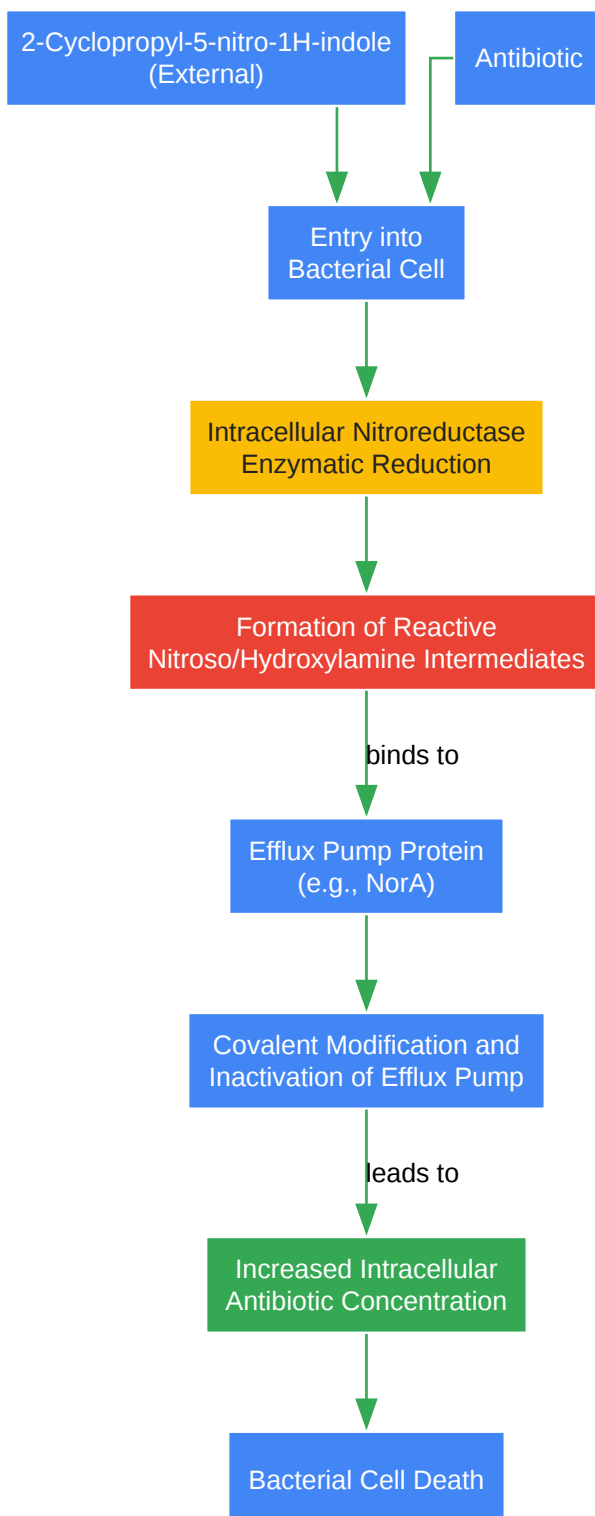 2-Cyclopropyl-5-nitro-1H-indole
(External)
Antibiotic
Entry into
Bacterial Cell
Intracellular Nitroreductase
Enzymatic Reduction
Formation of Reactive
Nitroso/Hydroxylamine Intermediates
binds to
Efflux Pump Protein
(e.g., NorA)
Covalent Modification and
Inactivation of Efflux Pump
leads to
Increased Intracellular
Antibiotic Concentration
Bacterial Cell Death